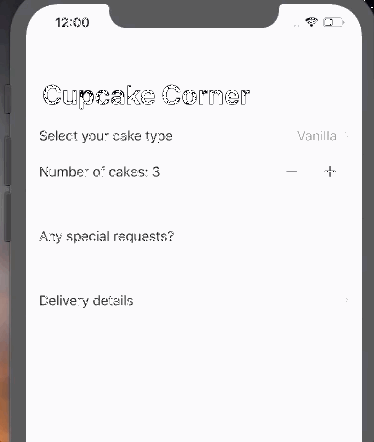 12:00
Cupcake Corner
Select your cake type Vanilla
Number of cakes: 3 − +
Any special requests?
Delivery details